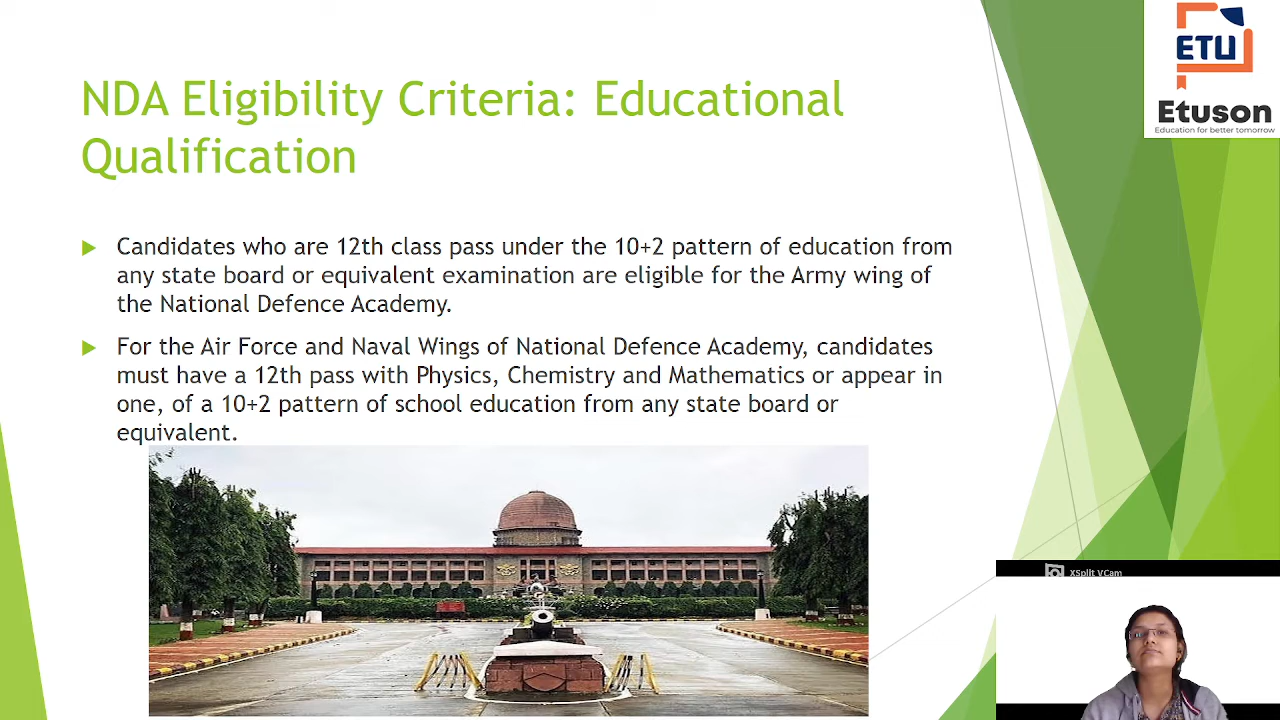 NDA Eligibility Criteria: Educational
Qualification
Candidates who are 12th class pass under the 10+2 pattern of education from
any state board or equivalent examination are eligible for the Army wing of
the National Defence Academy.
For the Air Force and Naval Wings of National Defence Academy, candidates
must have a 12th pass with Physics, Chemistry and Mathematics or appear in
one, of a 10+2 pattern of school education from any state board or
equivalent.
ETU
Etuson
Education for better tomorrow
XSplit VCam